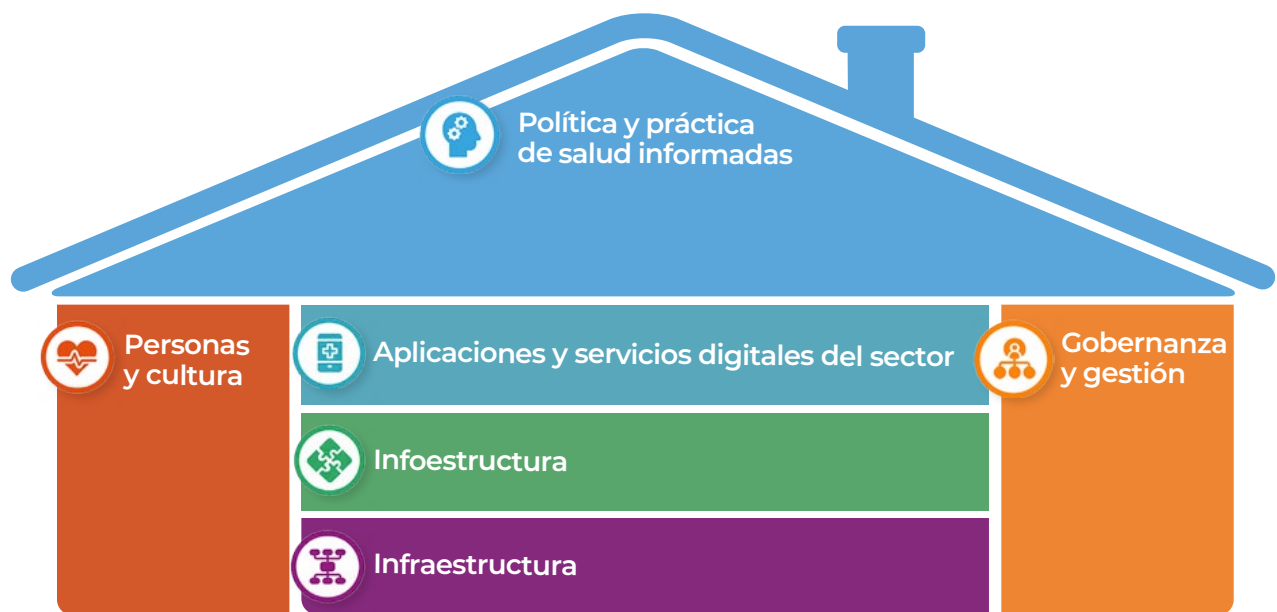 Política y práctica
de salud informadas
Personas
y cultura
Aplicaciones y servicios digitales del sector
Infoestructura
Infraestructura
Gobernanza
y gestión